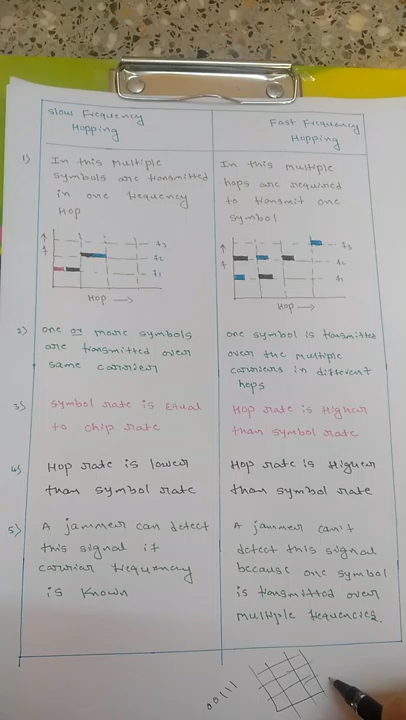 Slow Frequency
Hopping
Fast Frequency
Hopping
1) In this Multiple
symbols are transmitted
in one frequency
Hop
In this multiple
hops are required
to transmit one
symbol
f3
f2
f1
f
Hop
f3
f2
f1
f
Hop
2) one or more symbols
are transmitted over
same carrier
one symbol is transmitted
over the multiple
carriers in different
hops
3) symbol rate is Equal
to chip rate
Hop rate is Higher
than symbol rate
4) Hop rate is lower
than symbol rate
Hop rate is Higher
than symbol rate
5) A jammer can detect
this signal if
carrier frequency
is known
A jammer can't
detect this signal
because one symbol
is transmitted over
multiple frequencies.
00111